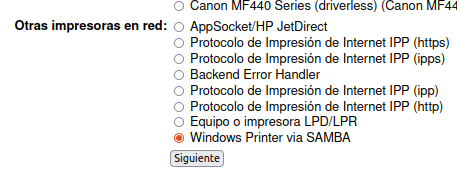 Canon MF440 Series (driverless) (Canon MF44
Otras impresoras en red: AppSocket/HP JetDirect
Protocolo de Impresión de Internet IPP (https)
Protocolo de Impresión de Internet IPP (ipps)
Backend Error Handler
Protocolo de Impresión de Internet IPP (ipp)
Protocolo de Impresión de Internet IPP (http)
Equipo o impresora LPD/LPR
Windows Printer via SAMBA
Siguiente